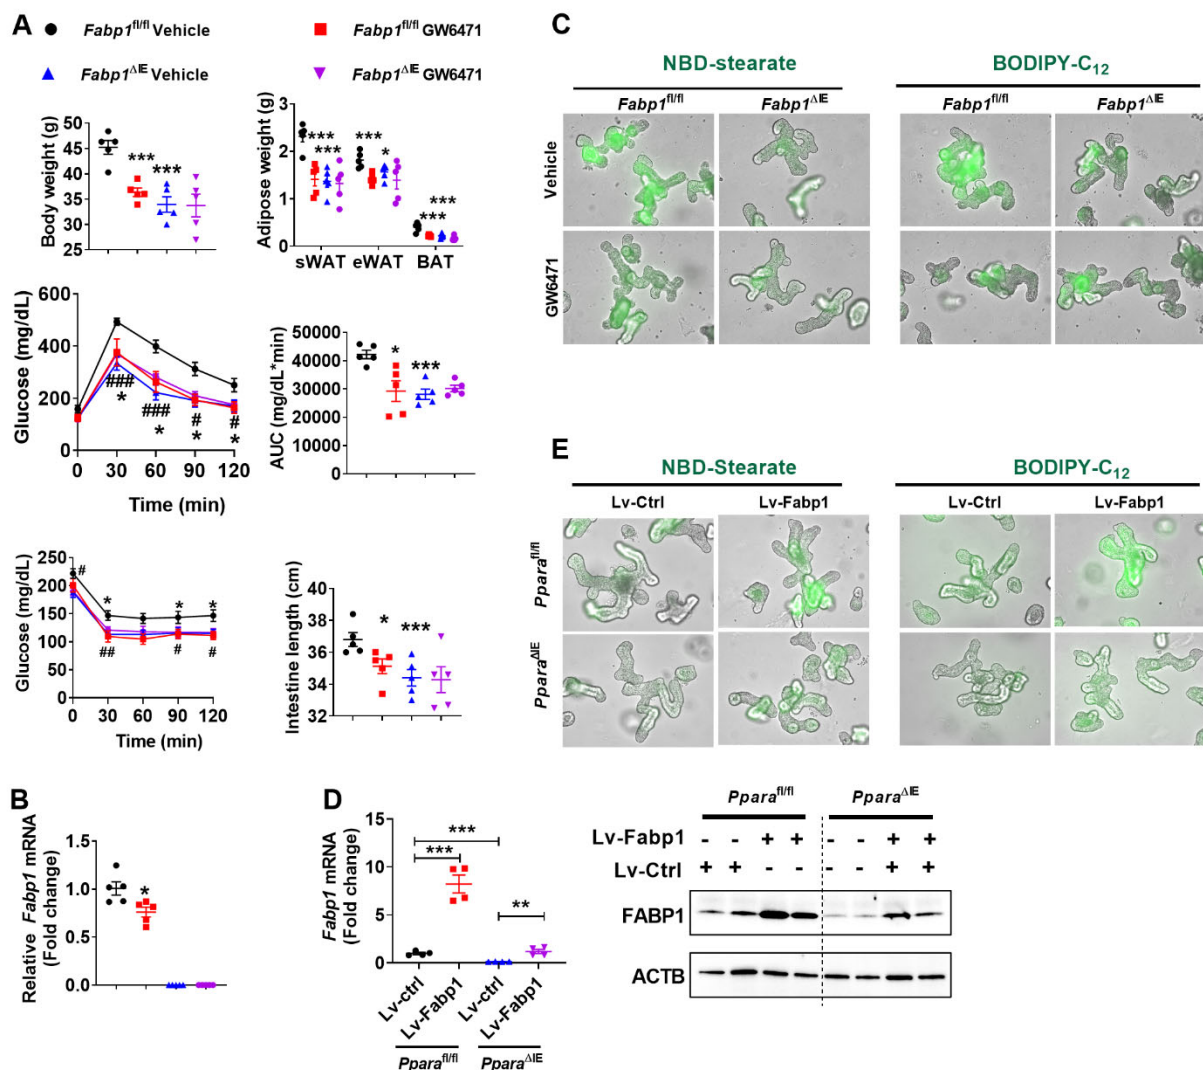 A
Fabp1fl/fl Vehicle
Fabp1fl/fl GW6471
Fabp1ΔIE Vehicle
Fabp1ΔIE GW6471
Body weight (g)
50
45
40
35
30
25
***
***
Adipose weight (g)
3
2
1
0
***
***
***
*
***
***
sWAT eWAT BAT
Glucose (mg/dL)
600
400
200
0
###
*
###
*
#
*
#
*
0 30 60 90 120
Time (min)
AUC (mg/dL*min)
50000
40000
30000
20000
10000
0
*
***
Glucose (mg/dL)
250
200
150
100
50
0
#
*
*
*
##
#
#
0 30 60 90 120
Time (min)
Intestine length (cm)
38
36
34
32
*
***
B
Relative Fabp1 mRNA
(Fold change)
1.5
1.0
0.5
0.0
*
C
NBD-stearate
BODIPY-C12
Fabp1fl/fl
Fabp1ΔIE
Fabp1fl/fl
Fabp1ΔIE
Vehicle
GW6471
E
NBD-Stearate
BODIPY-C12
Lv-Ctrl
Lv-Fabp1
Lv-Ctrl
Lv-Fabp1
Pparafl/fl
PparaΔIE
D
Fabp1 mRNA
(Fold change)
15
10
5
0
***
***
**
Lv-ctrl
Lv-Fabp1
Lv-ctrl
Lv-Fabp1
Pparafl/fl
PparaΔIE
Pparafl/fl
PparaΔIE
Lv-Fabp1 - - + + - - + +
Lv-Ctrl + + - - - - + +
FABP1
ACTB